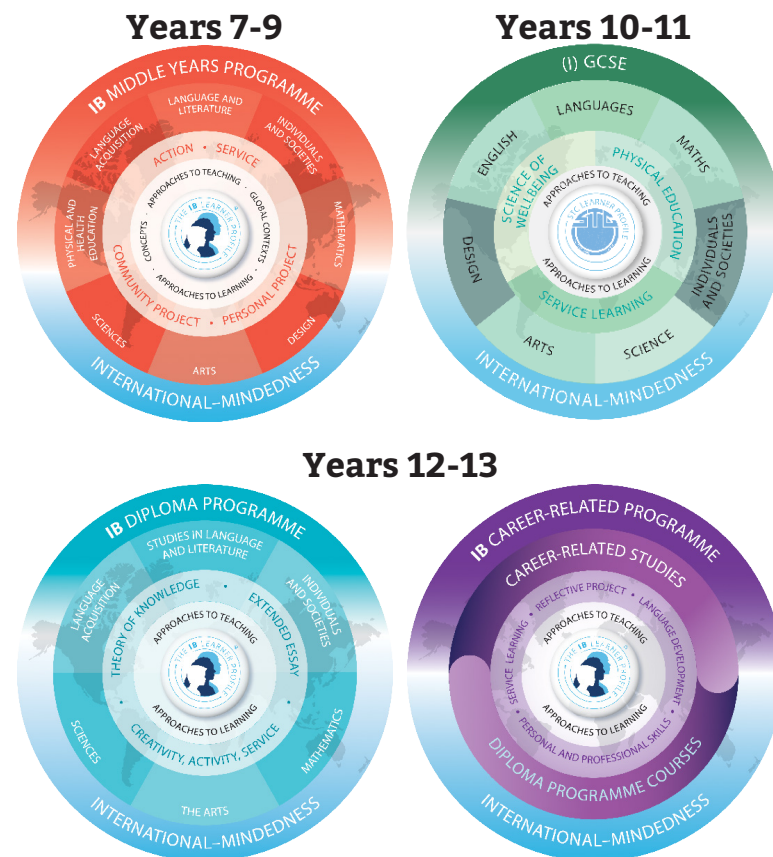 Years 7-9
IB MIDDLE YEARS PROGRAMME
LANGUAGE AND
LITERATURE
INDIVIDUALS
AND SOCIETIES
MATHEMATICS
DESIGN
ARTS
SCIENCES
PHYSICAL AND
HEALTH
EDUCATION
LANGUAGE
ACQUISITION
ACTION • SERVICE
PERSONAL PROJECT
COMMUNITY PROJECT
APPROACHES TO TEACHING
GLOBAL CONTEXTS
APPROACHES TO LEARNING
CONCEPTS
THE IB LEARNER PROFILE
INTERNATIONAL–MINDEDNESS
Years 10-11
(I) GCSE
LANGUAGES
MATHS
INDIVIDUALS
AND SOCIETIES
SCIENCE
ARTS
DESIGN
ENGLISH
SCIENCE OF
WELLBEING
PHYSICAL EDUCATION
SERVICE LEARNING
APPROACHES TO TEACHING
APPROACHES TO LEARNING
LEARNER PROFILE
INTERNATIONAL-MINDEDNESS
Years 12-13
IB DIPLOMA PROGRAMME
STUDIES IN LANGUAGE
AND LITERATURE
INDIVIDUALS
AND SOCIETIES
MATHEMATICS
THE ARTS
SCIENCES
LANGUAGE
ACQUISITION
THEORY OF KNOWLEDGE
EXTENDED ESSAY
CREATIVITY, ACTIVITY, SERVICE
APPROACHES TO TEACHING
APPROACHES TO LEARNING
THE IB LEARNER PROFILE
INTERNATIONAL–MINDEDNESS
IB CAREER-RELATED PROGRAMME
CAREER-RELATED STUDIES
REFLECTIVE PROJECT
LANGUAGE DEVELOPMENT
PERSONAL AND PROFESSIONAL SKILLS
SERVICE LEARNING
APPROACHES TO TEACHING
APPROACHES TO LEARNING
THE IB LEARNER PROFILE
DIPLOMA PROGRAMME COURSES
INTERNATIONAL–MINDEDNESS